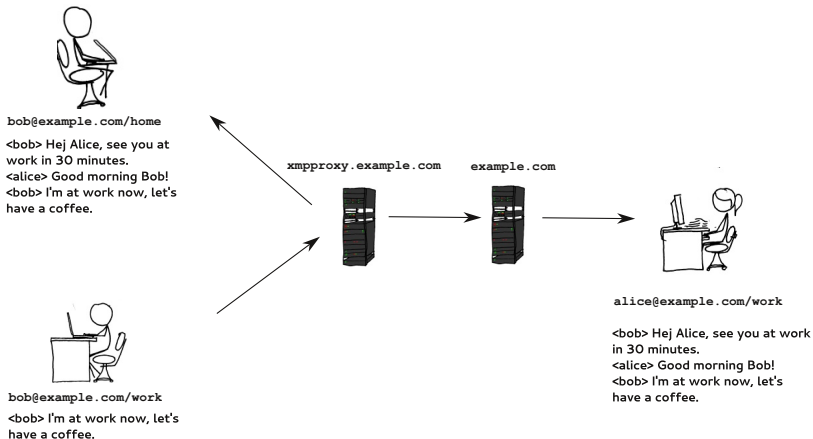 bob@example.com/home
<bob> Hej Alice, see you at
work in 30 minutes.
<alice> Good morning Bob!
<bob> I'm at work now, let's
have a coffee.
xmpproxy.example.com
example.com
bob@example.com/work
<bob> I'm at work now, let's
have a coffee.
alice@example.com/work
<bob> Hej Alice, see you at work
in 30 minutes.
<alice> Good morning Bob!
<bob> I'm at work now, let's
have a coffee.